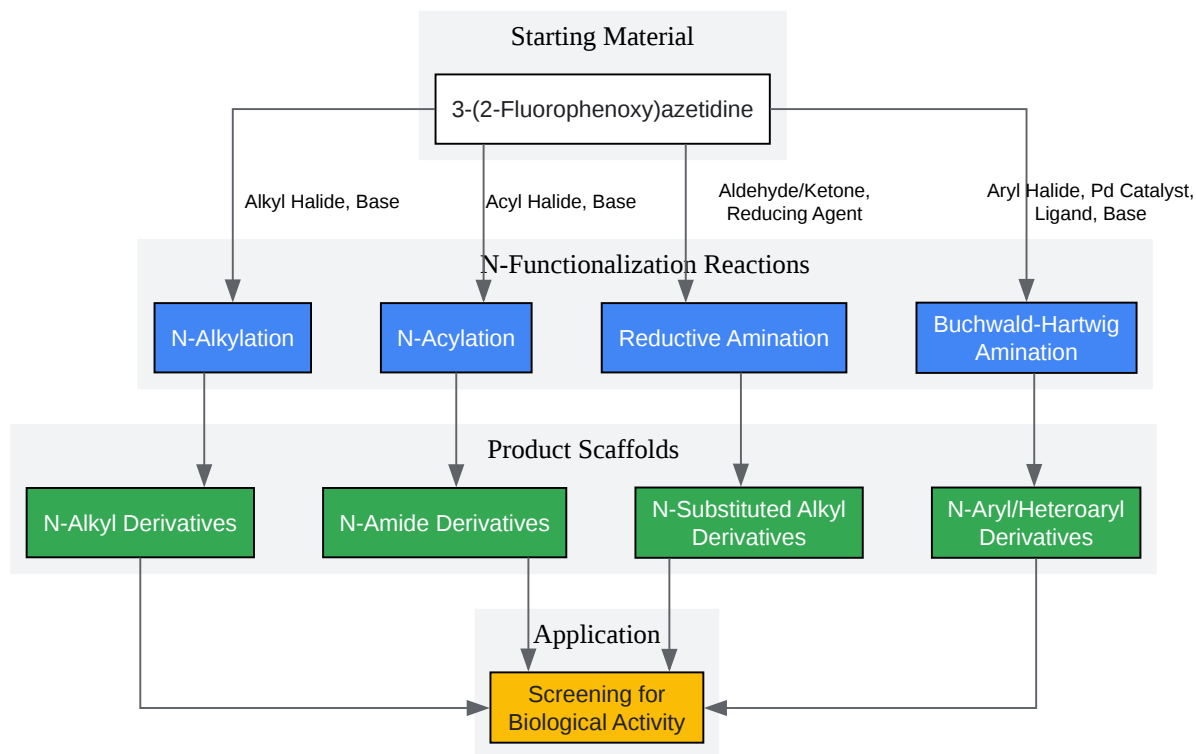 Starting Material
3-(2-Fluorophenoxy)azetidine
Alkyl Halide, Base
Acyl Halide, Base
Aldehyde/Ketone,
Reducing Agent
Aryl Halide, Pd Catalyst,
Ligand, Base
N-Functionalization Reactions
N-Alkylation
N-Acylation
Reductive Amination
Buchwald-Hartwig
Amination
Product Scaffolds
N-Alkyl Derivatives
N-Amide Derivatives
N-Substituted Alkyl
Derivatives
N-Aryl/Heteroaryl
Derivatives
Application
Screening for
Biological Activity